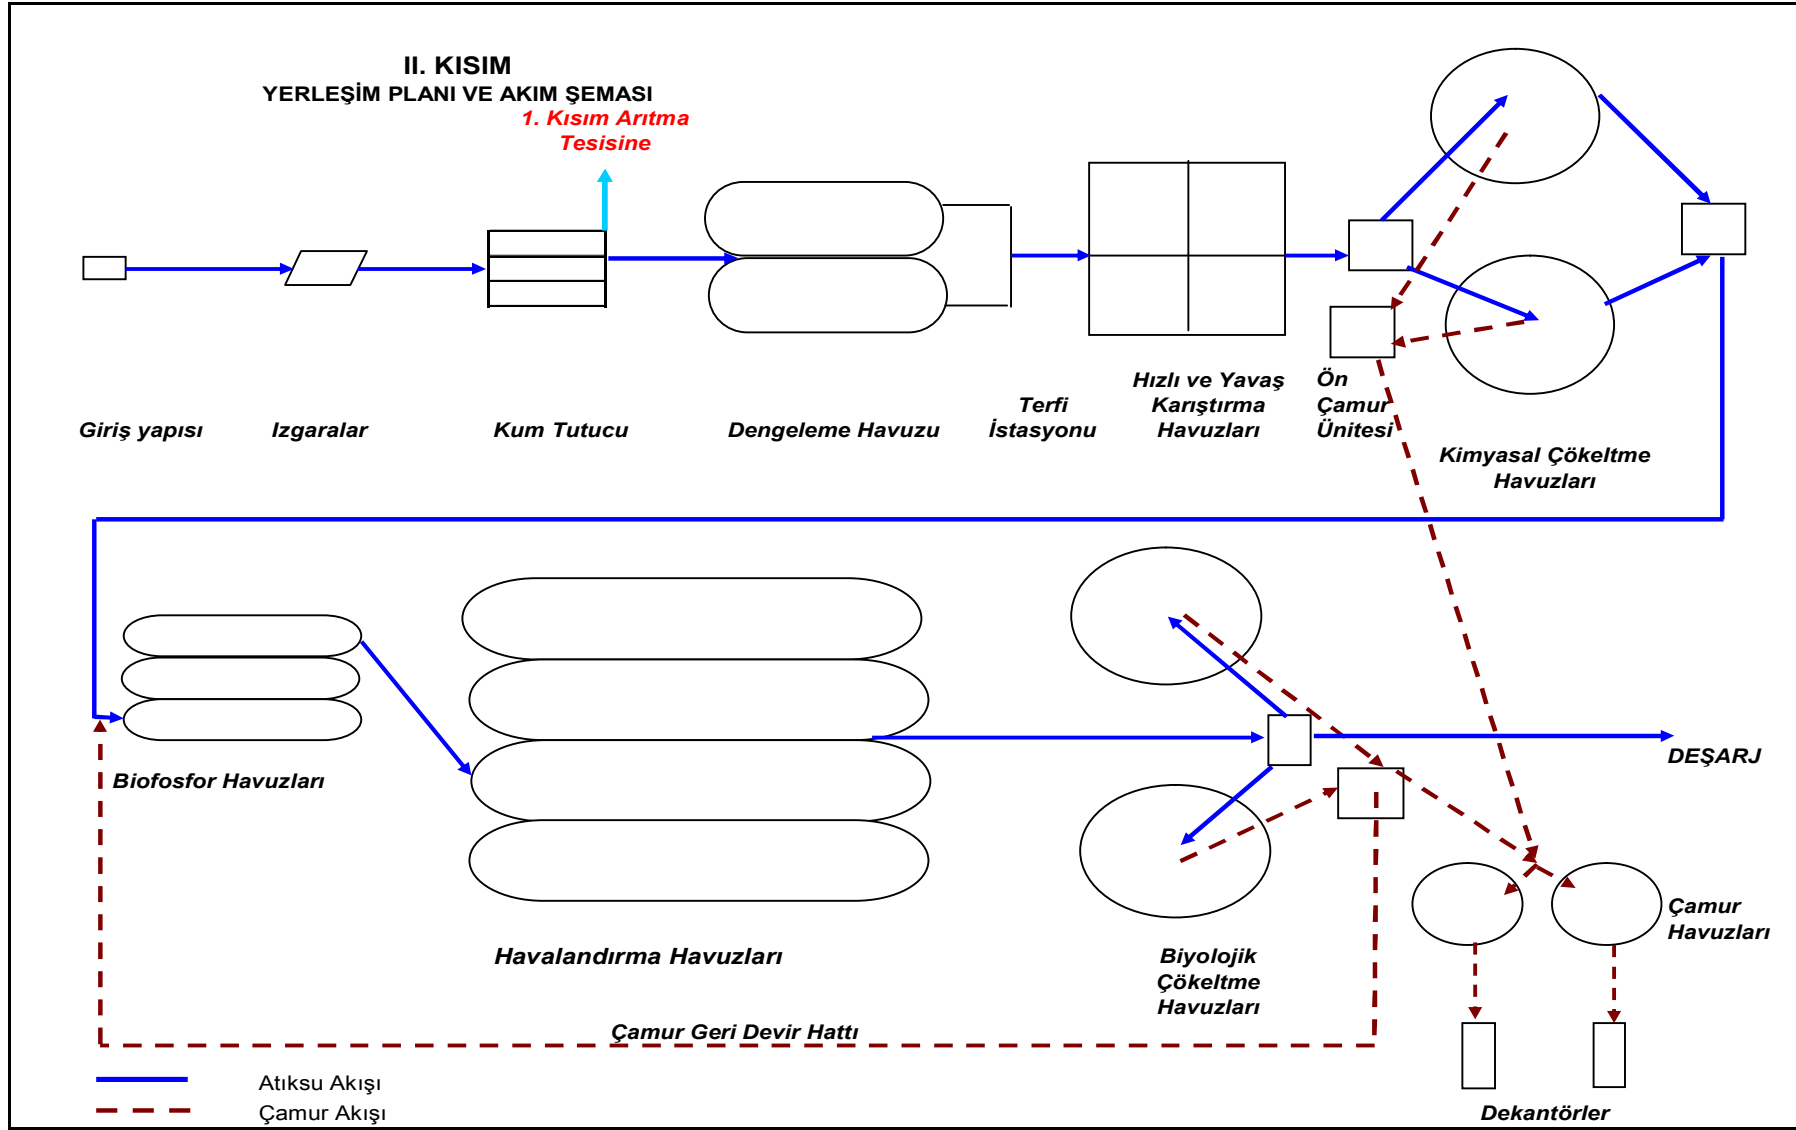 II. KISIM
YERLEŞİM PLANI VE AKIM ŞEMASI
1. Kısım Arıtma
Tesisine
Giriş yapısı
Izgaralar
Kum Tutucu
Dengeleme Havuzu
Terfi
İstasyonu
Hızlı ve Yavaş
Karıştırma
Havuzları
Ön
Çamur
Ünitesi
Kimyasal Çökeltme
Havuzları
Biofosfor Havuzları
Havalandırma Havuzları
Biyolojik
Çökeltme
Havuzları
DEŞARJ
Çamur
Havuzları
Çamur Geri Devir Hattı
Dekantörler
Atıksu Akışı
Çamur Akışı